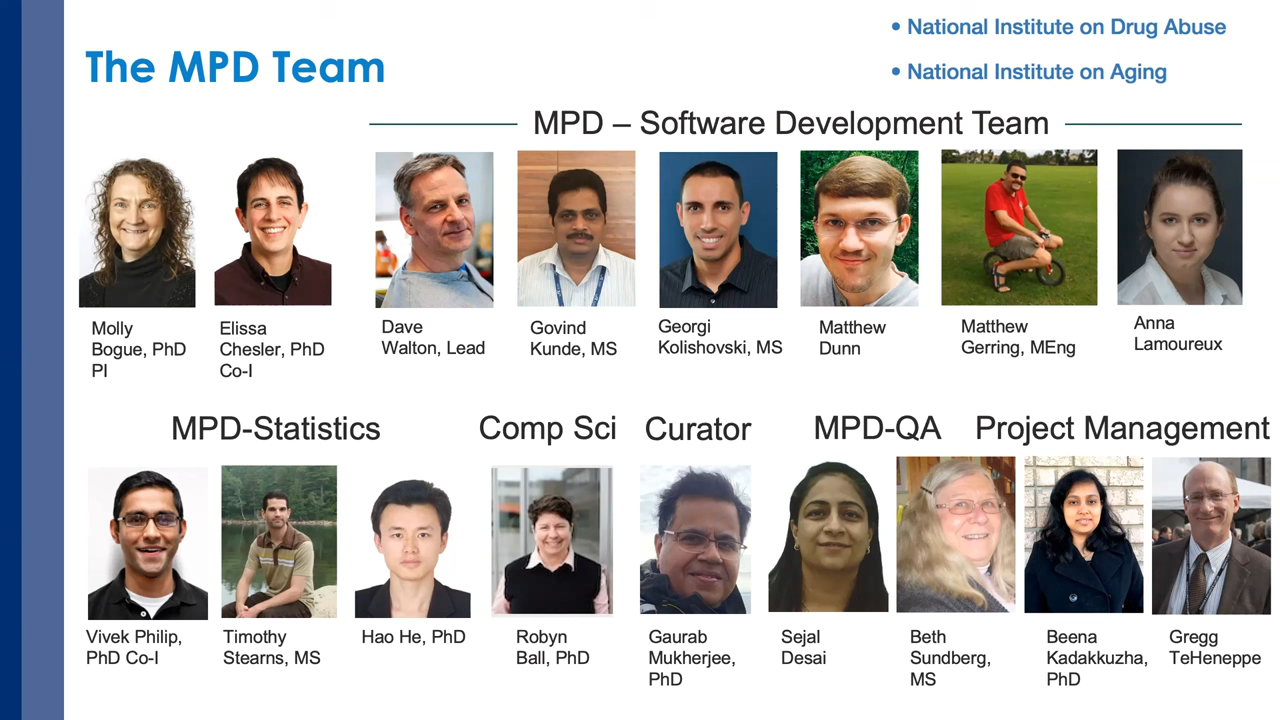 • National Institute on Drug Abuse
The MPD Team
• National Institute on Aging
MPD – Software Development Team
Molly
Bogue, PhD
PI
Elissa
Chesler, PhD
Co-I
Dave
Walton, Lead
Govind
Kunde, MS
Georgi
Kolishovski, MS
Matthew
Dunn
Matthew
Gerring, MEng
Anna
Lamoureux
MPD-Statistics
Comp Sci
Curator
MPD-QA
Project Management
Vivek Philip,
PhD Co-I
Timothy
Stearns, MS
Hao He, PhD
Robyn
Ball, PhD
Gaurab
Mukherjee,
PhD
Sejal
Desai
Beth
Sundberg,
MS
Beena
Kadakkuzha,
PhD
Gregg
TeHeneppe